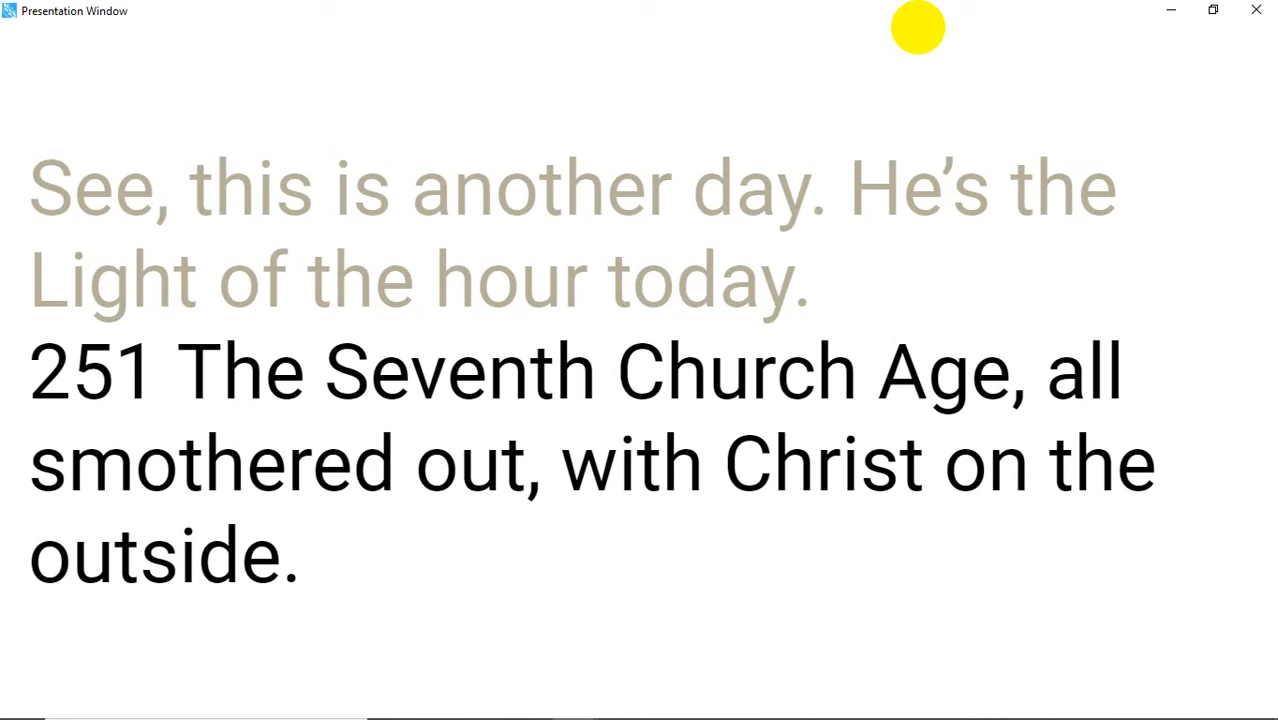 Presentation Window
See, this is another day. He’s the
Light of the hour today.
251 The Seventh Church Age, all
smothered out, with Christ on the
outside.